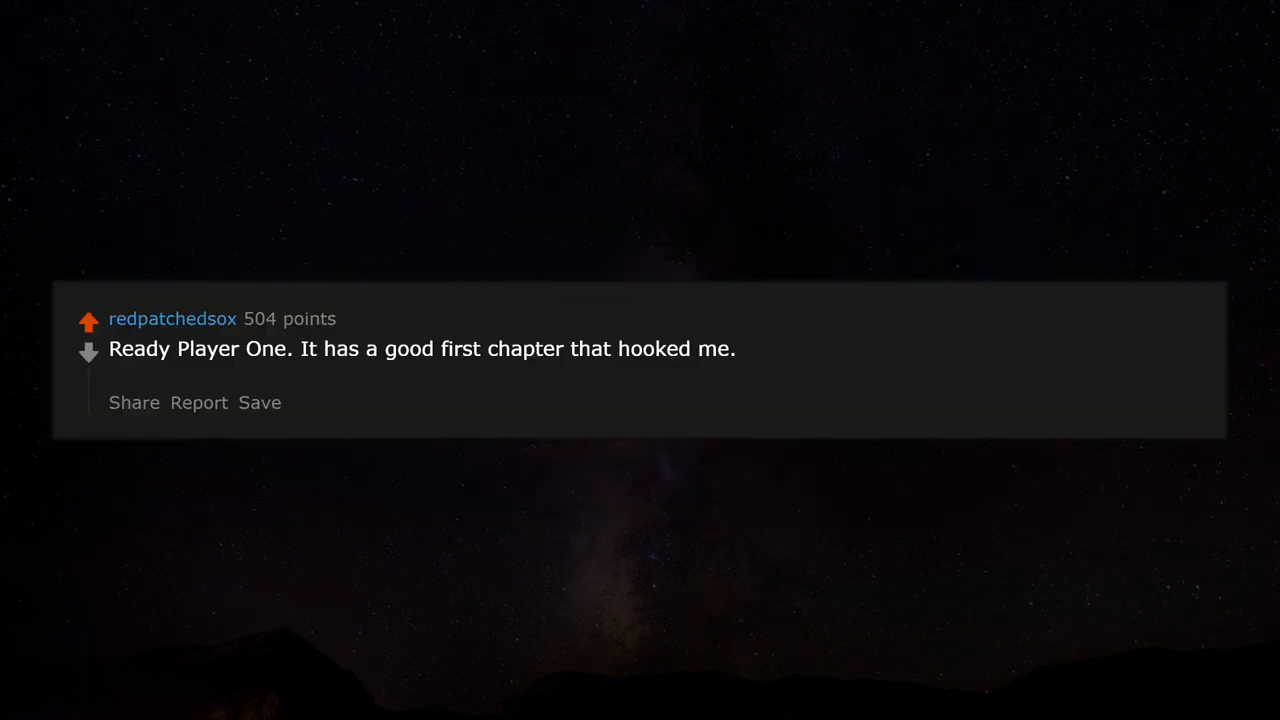 redpatchedsox 504 points
Ready Player One. It has a good first chapter that hooked me.
Share Report Save